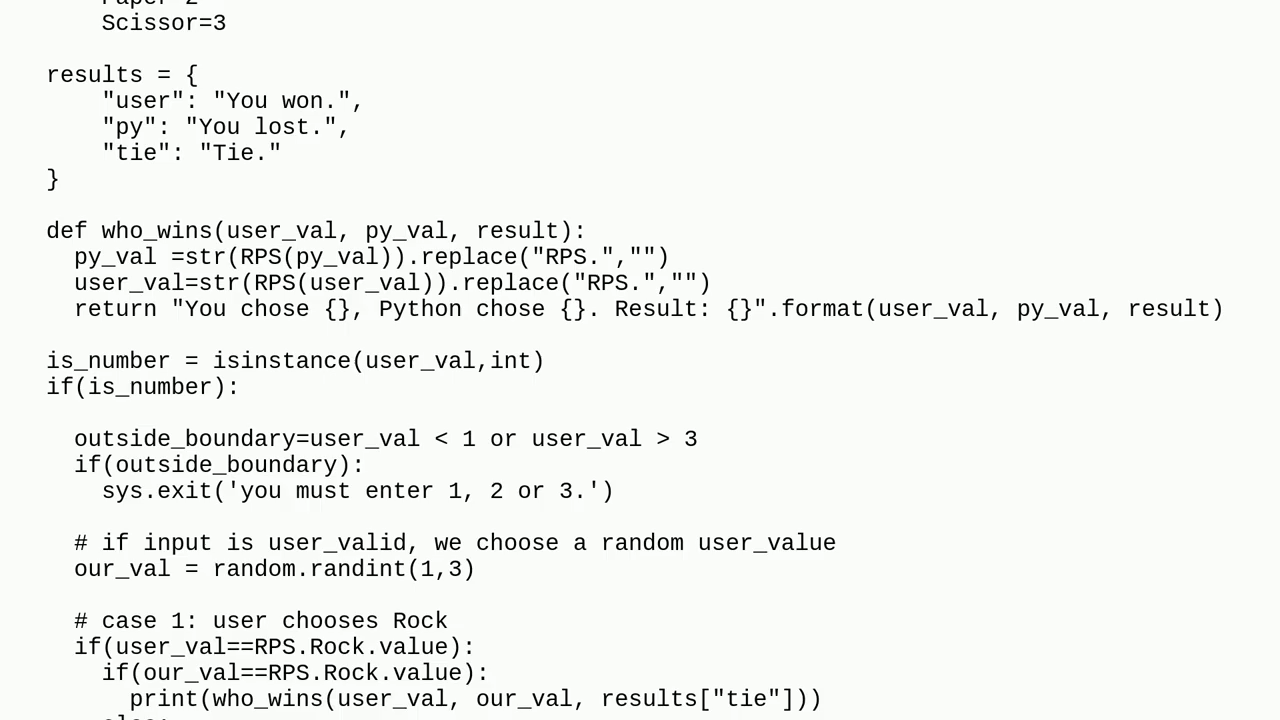 Scissor=3
results = {
"user": "You won.",
"py": "You lost.",
"tie": "Tie."
}
def who_wins(user_val, py_val, result):
py_val =str(RPS(py_val)).replace("RPS.","")
user_val=str(RPS(user_val)).replace("RPS.","")
return "You chose {}, Python chose {}. Result: {}".format(user_val, py_val, result)
is_number = isinstance(user_val,int)
if(is_number):
outside_boundary=user_val < 1 or user_val > 3
if(outside_boundary):
sys.exit('you must enter 1, 2 or 3.')
# if input is user_valid, we choose a random user_value
our_val = random.randint(1,3)
# case 1: user chooses Rock
if(user_val==RPS.Rock.value):
if(our_val==RPS.Rock.value):
print(who_wins(user_val, our_val, results["tie"]))